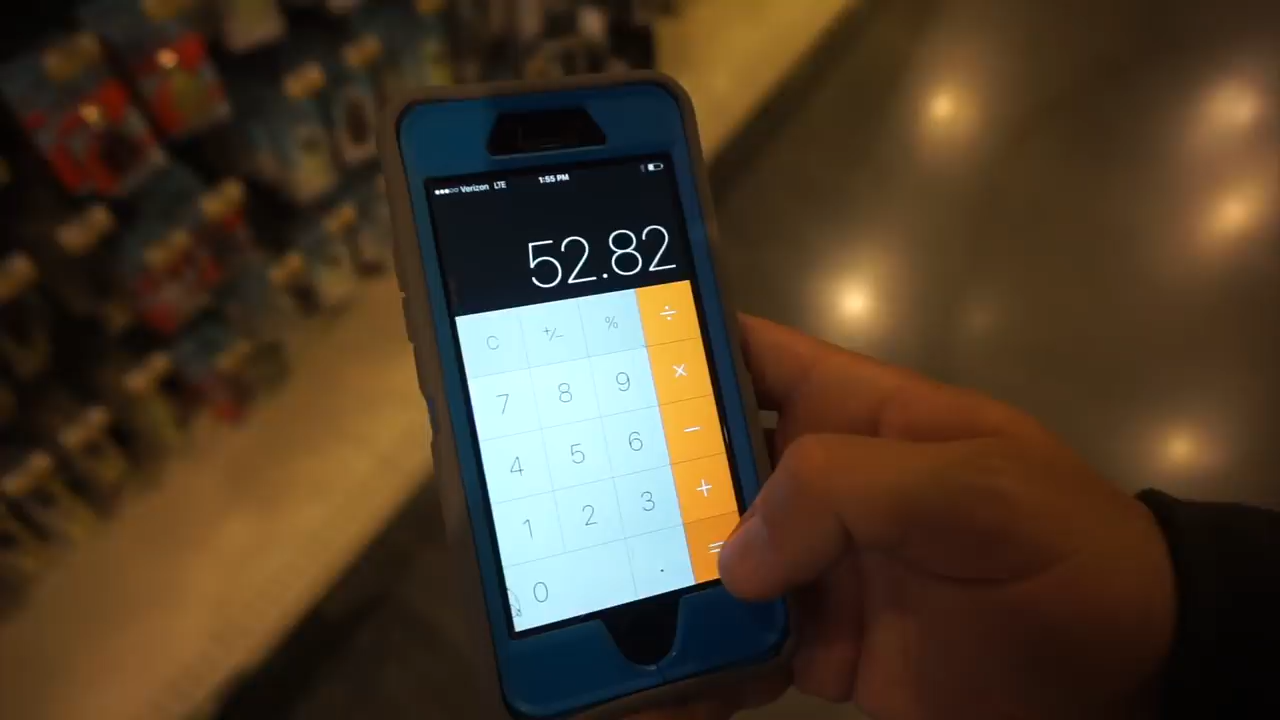 Verizon LTE 1:55 PM
52.82
C +/− % ÷
7 8 9 ×
4 5 6 −
1 2 3 +
0 . =